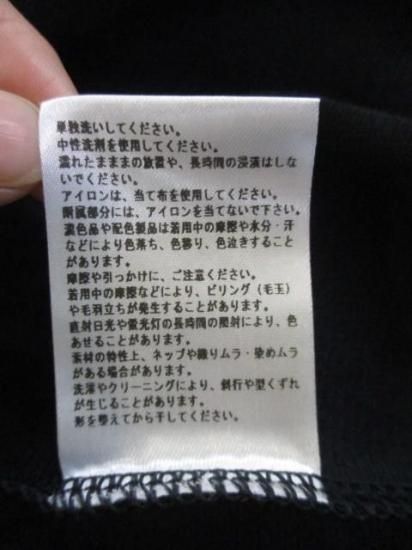 単独洗いしてください。
中性洗剤を使用してください。
濡れたまままの放置や、長時間の浸漬はしな
いでください。
アイロンは、当て布を使用してください。
附属部分には、アイロンを当てないで下さい。
濃色品や配色製品は着用中の摩擦や水分・汗
などにより色落ち、色移り、色泣きすること
があります。
摩擦や引っかけに、ご注意ください。
着用中の摩擦などにより、ピリング(毛玉)
や毛羽立ちが発生することがあります。
直射日光や蛍光灯の長時間の照射により、色
あせることがあります。
素材の特性上、ネップや織りムラ・染めムラ
がある場合があります。
洗濯やクリーニングにより、斜行や型くずれ
が生じることがあります。
形を整えてから干してください。